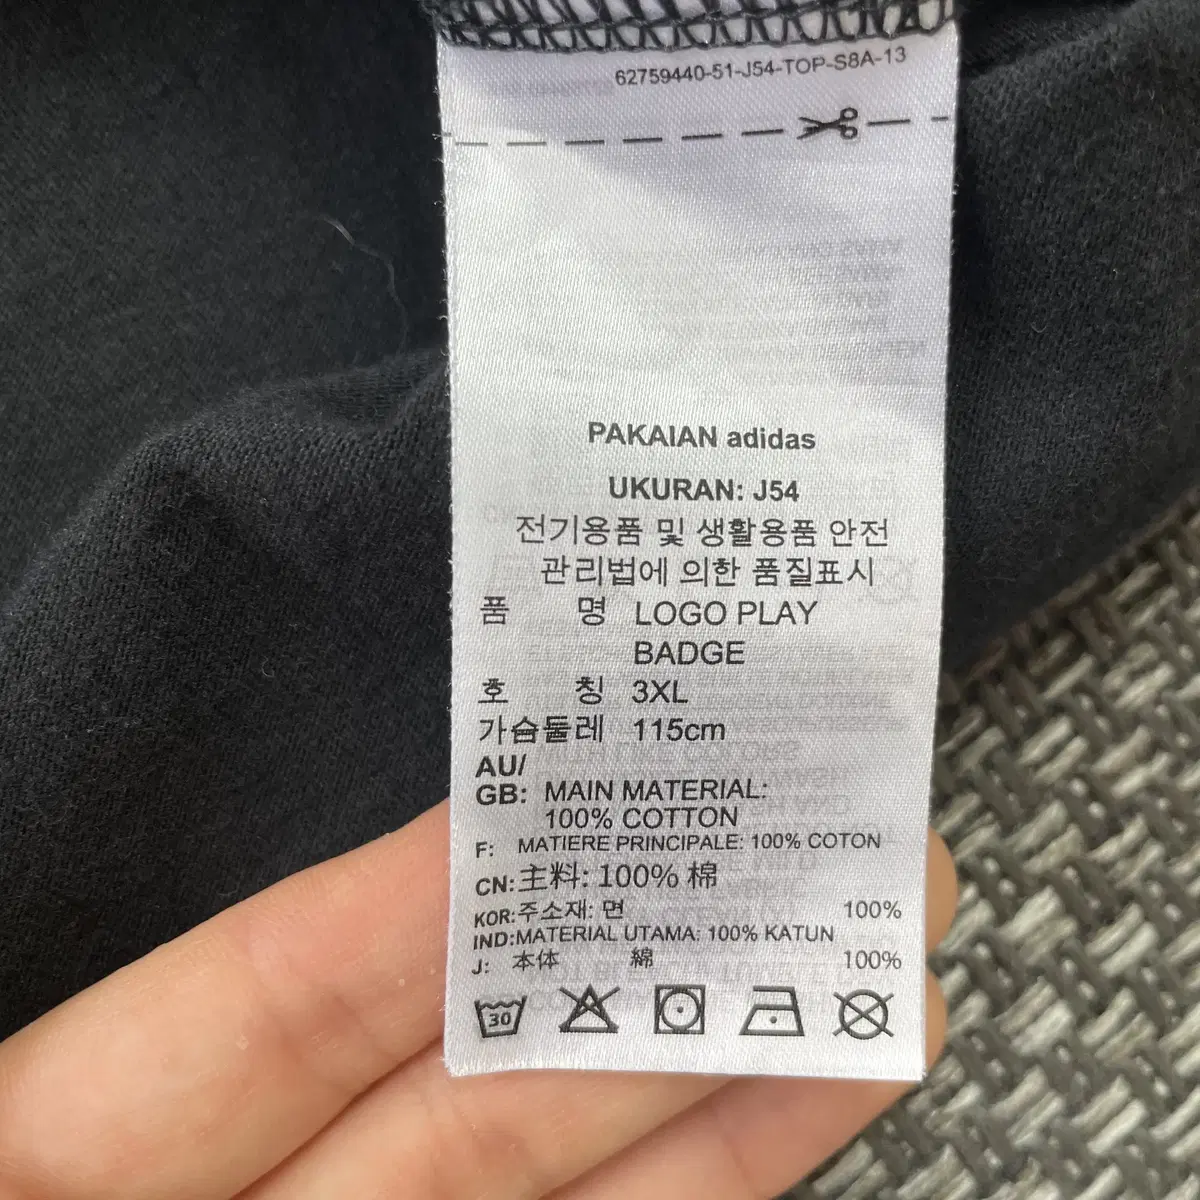 62759440-51-J54-TOP-S8A-13
PAKAIAN adidas
UKURAN: J54
전기용품 및 생활용품 안전
관리법에 의한 품질표시
품 명 LOGO PLAY
BADGE
호 칭 3XL
가슴둘레 115cm
AU/
GB: MAIN MATERIAL:
100% COTTON
F: MATIERE PRINCIPALE: 100% COTON
CN:主料: 100% 棉
KOR:주소재: 면 100%
IND:MATERIAL UTAMA: 100% KATUN
J: 本体 綿 100%
30